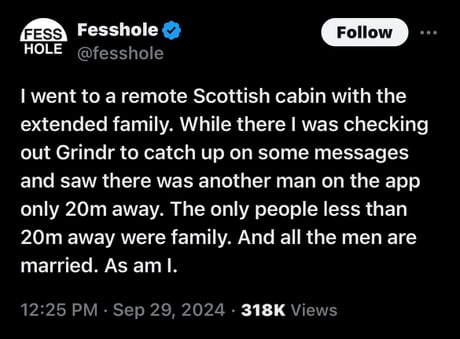 FESS
HOLE
Fesshole
@fesshole
Follow
I went to a remote Scottish cabin with the
extended family. While there I was checking
out Grindr to catch up on some messages
and saw there was another man on the app
only 20m away. The only people less than
20m away were family. And all the men are
married. As am I.
12:25 PM · Sep 29, 2024 · 318K Views